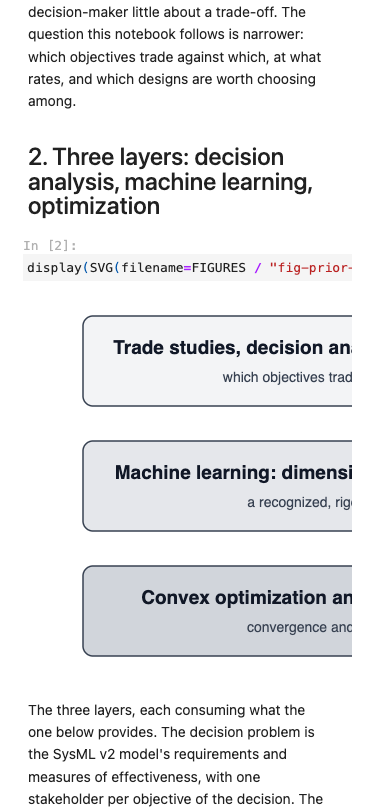 decision-maker little about a trade-off. The
question this notebook follows is narrower:
which objectives trade against which, at what
rates, and which designs are worth choosing
among.
2. Three layers: decision
analysis, machine learning,
optimization
In [2]:
display(SVG(filename=FIGURES / "fig-prior-
Trade studies, decision an
which objectives trad
Machine learning: dimensi
a recognized, rig
Convex optimization an
convergence and
The three layers, each consuming what the
one below provides. The decision problem is
the SysML v2 model's requirements and
measures of effectiveness, with one
stakeholder per objective of the decision. The